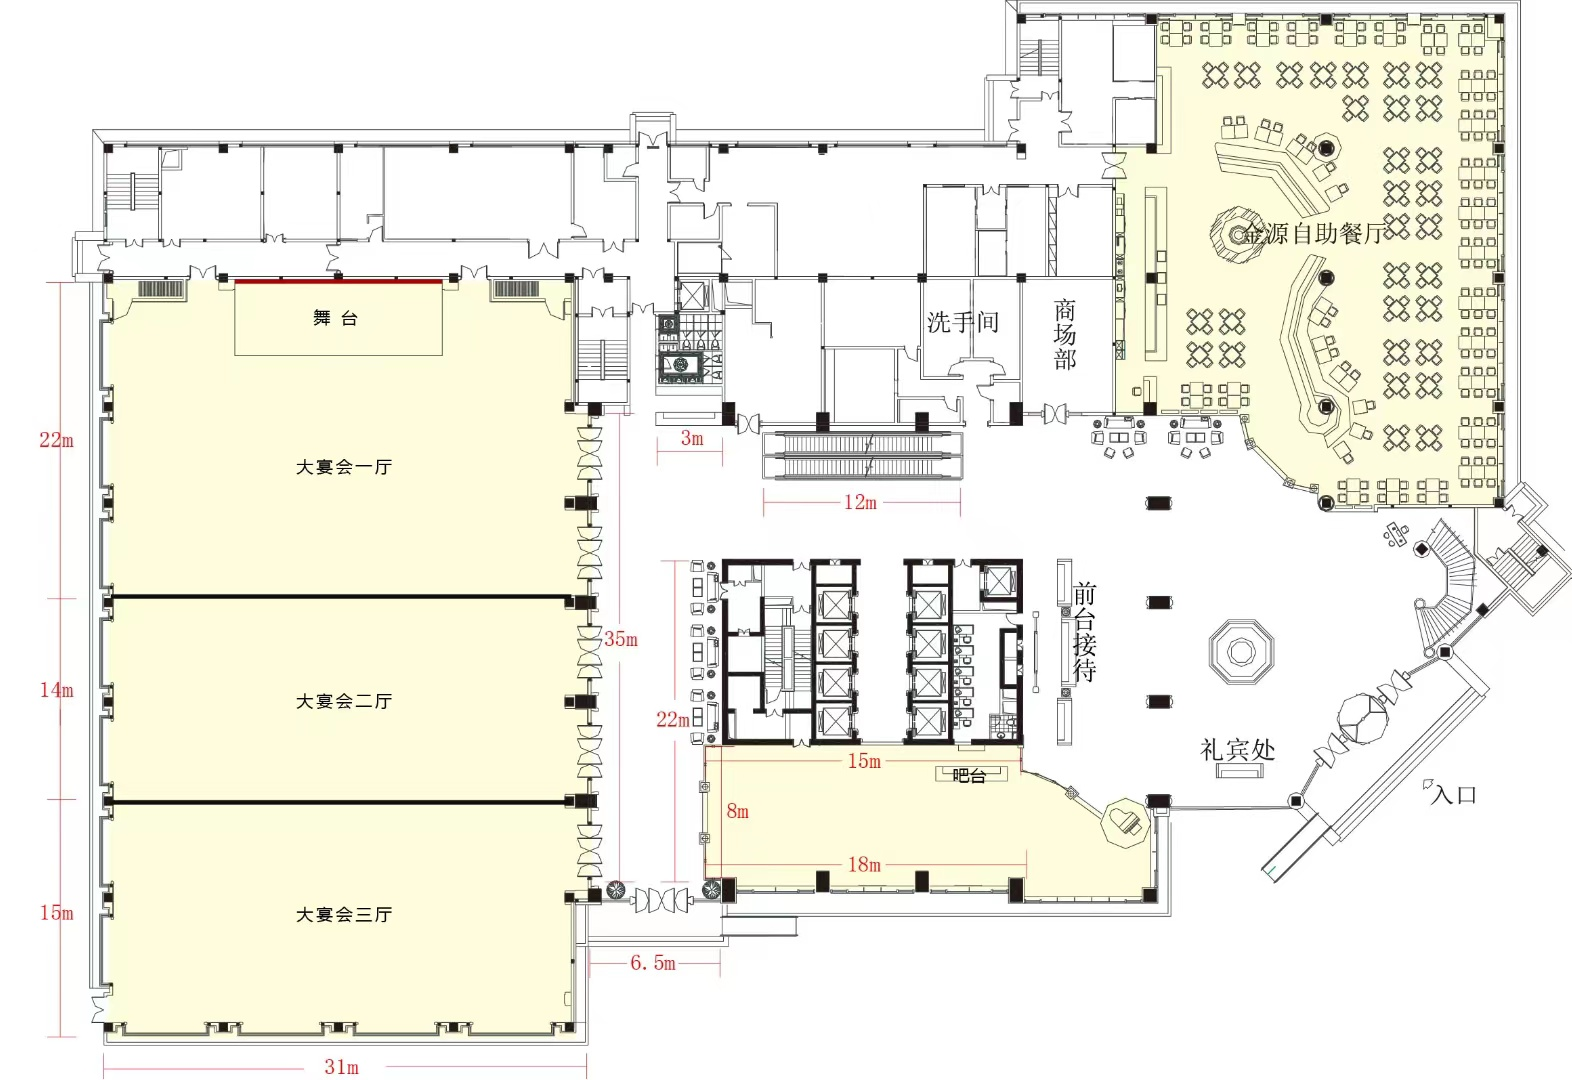 金源自助餐厅
舞 台
洗手间
商场部
22m
大宴会一厅
3m
12m
35m
前台接待
14m
大宴会二厅
22m
礼宾处
15m
吧台
入口
8m
18m
15m
大宴会三厅
6.5m
31m